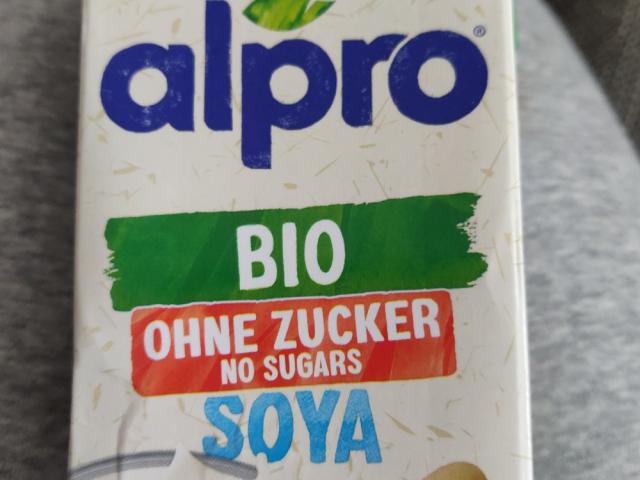 alpro®
BIO
OHNE ZUCKER
NO SUGARS
SOYA